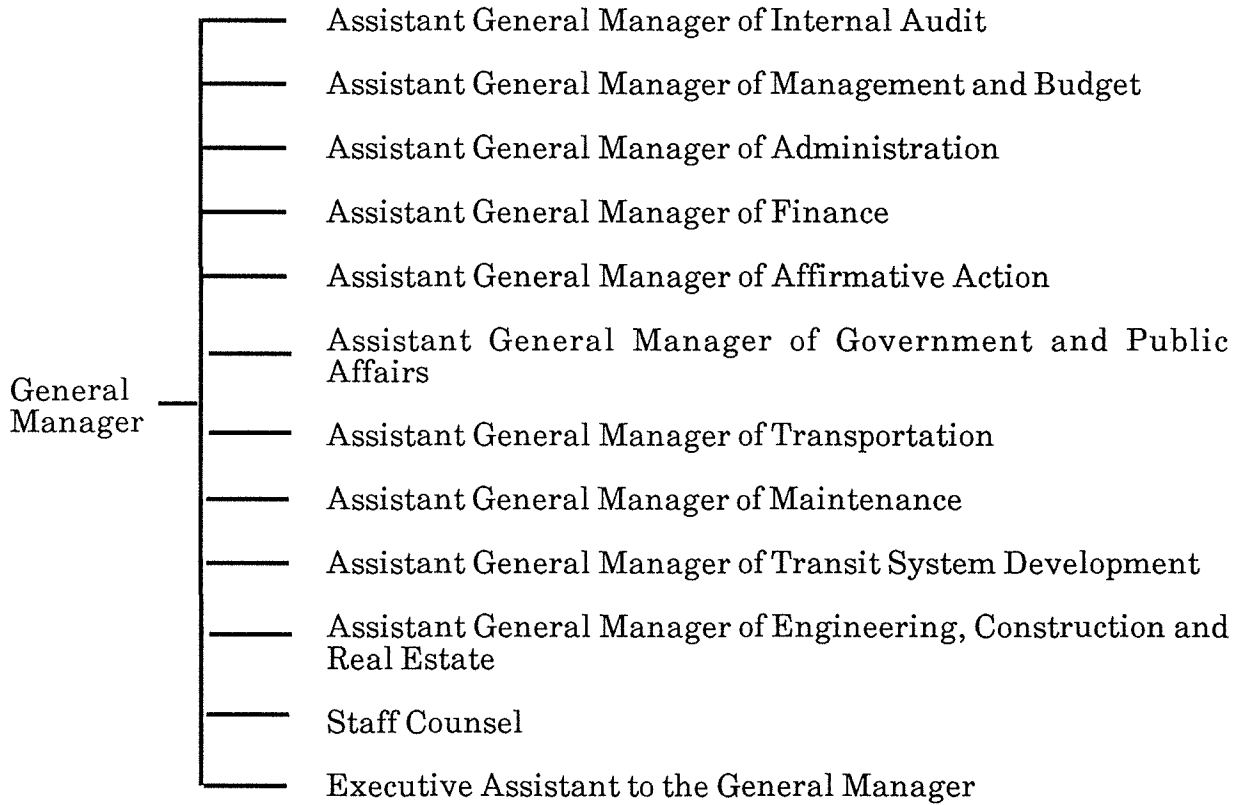 Assistant General Manager of Internal Audit
Assistant General Manager of Management and Budget
Assistant General Manager of Administration
Assistant General Manager of Finance
Assistant General Manager of Affirmative Action
Assistant General Manager of Government and Public
Affairs
General
Manager
Assistant General Manager of Transportation
Assistant General Manager of Maintenance
Assistant General Manager of Transit System Development
Assistant General Manager of Engineering, Construction and
Real Estate
Staff Counsel
Executive Assistant to the General Manager